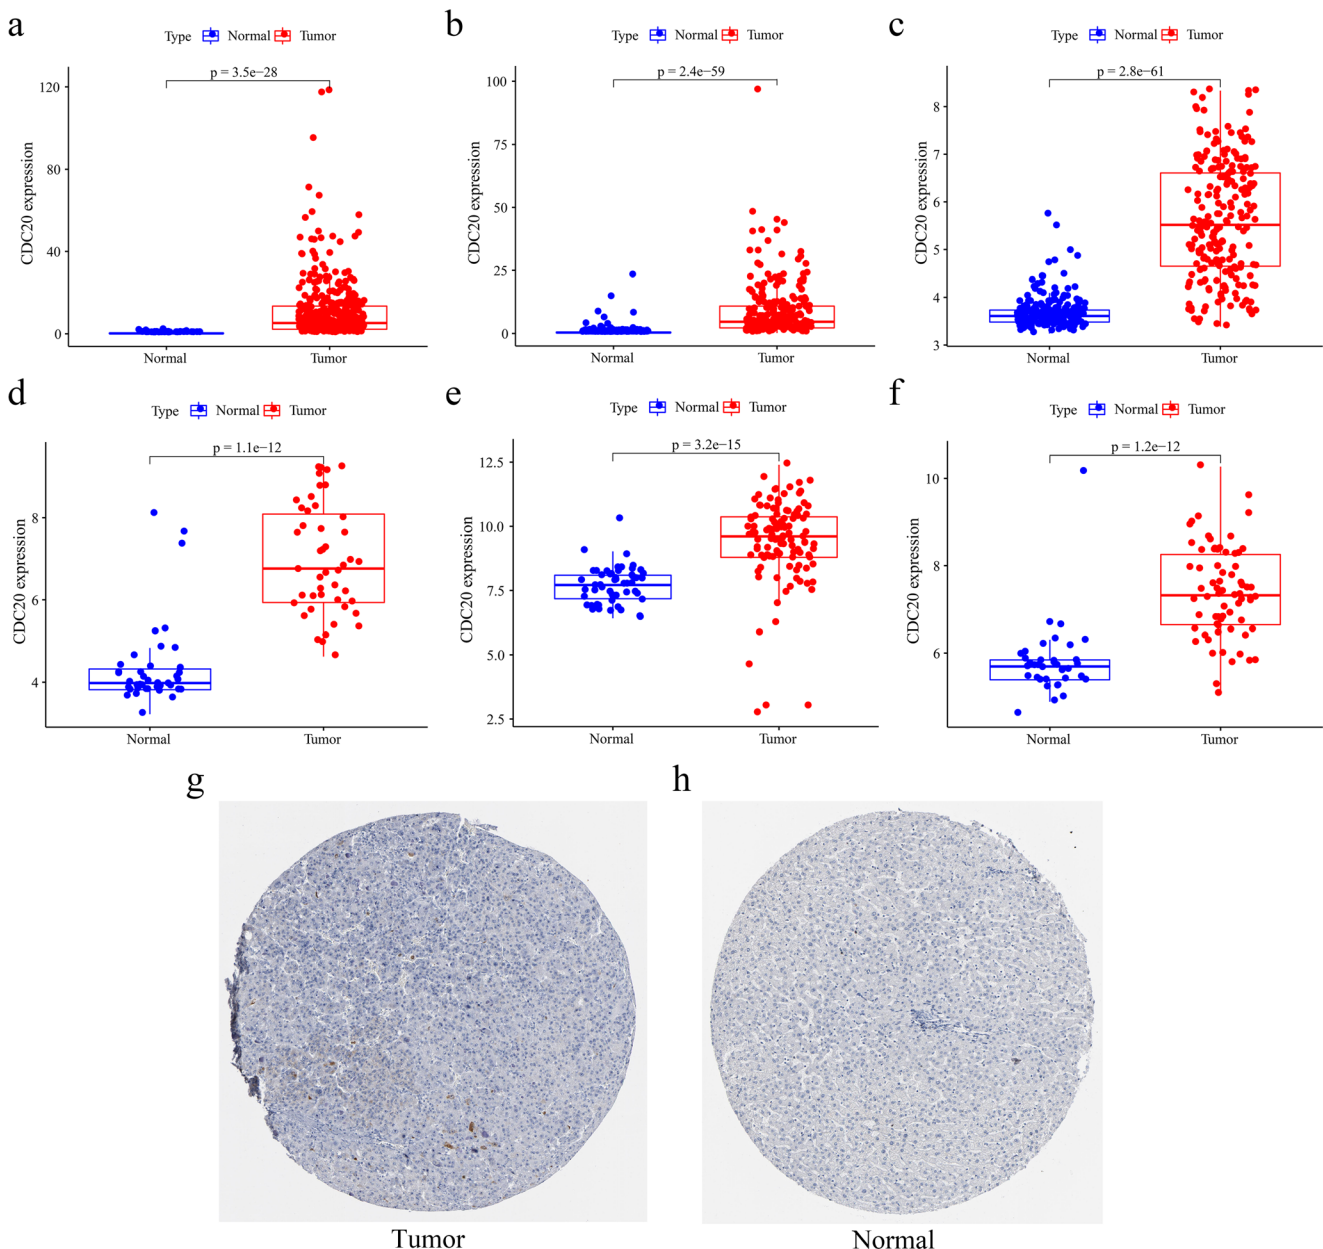 a
Type Normal Tumor
p = 3.5e−28
CDC20 expression
120
80
40
0
Normal Tumor
b
Type Normal Tumor
p = 2.4e−59
CDC20 expression
100
75
50
25
0
Normal Tumor
c
Type Normal Tumor
p = 2.8e−61
CDC20 expression
8
7
6
5
4
3
Normal Tumor
d
Type Normal Tumor
p = 1.1e−12
CDC20 expression
8
6
4
Normal Tumor
e
Type Normal Tumor
p = 3.2e−15
CDC20 expression
12.5
10.0
7.5
5.0
2.5
Normal Tumor
f
Type Normal Tumor
p = 1.2e−12
CDC20 expression
10
8
6
Normal Tumor
g
Tumor
h
Normal